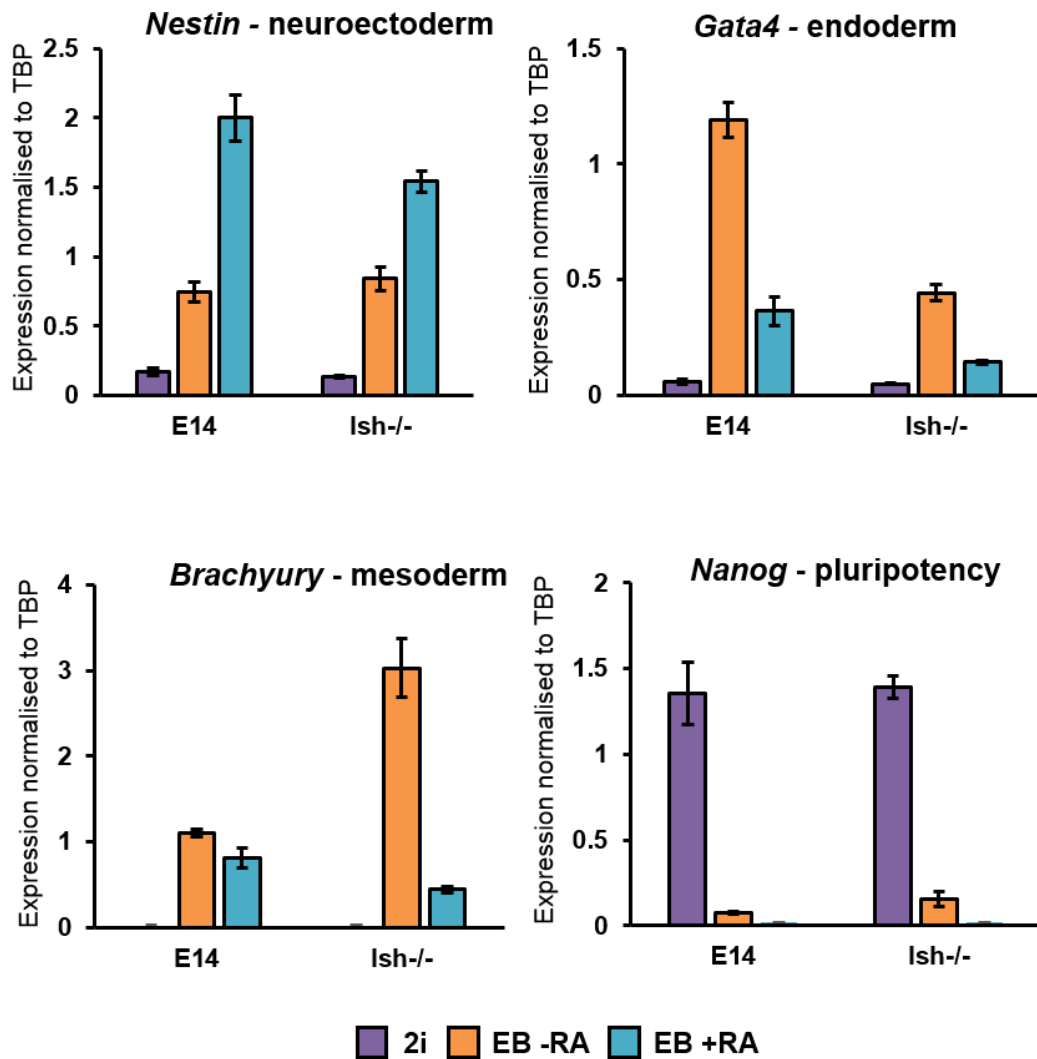 Nestin - neuroectoderm
Expression normalised to TBP
2.5
2
1.5
1
0.5
0
E14
Ish-/-
Gata4 - endoderm
Expression normalised to TBP
1.5
1
0.5
0
E14
Ish-/-
Brachyury - mesoderm
Expression normalised to TBP
4
3
2
1
0
E14
Ish-/-
Nanog - pluripotency
Expression normalised to TBP
2
1.5
1
0.5
0
E14
Ish-/-
2i EB -RA EB +RA